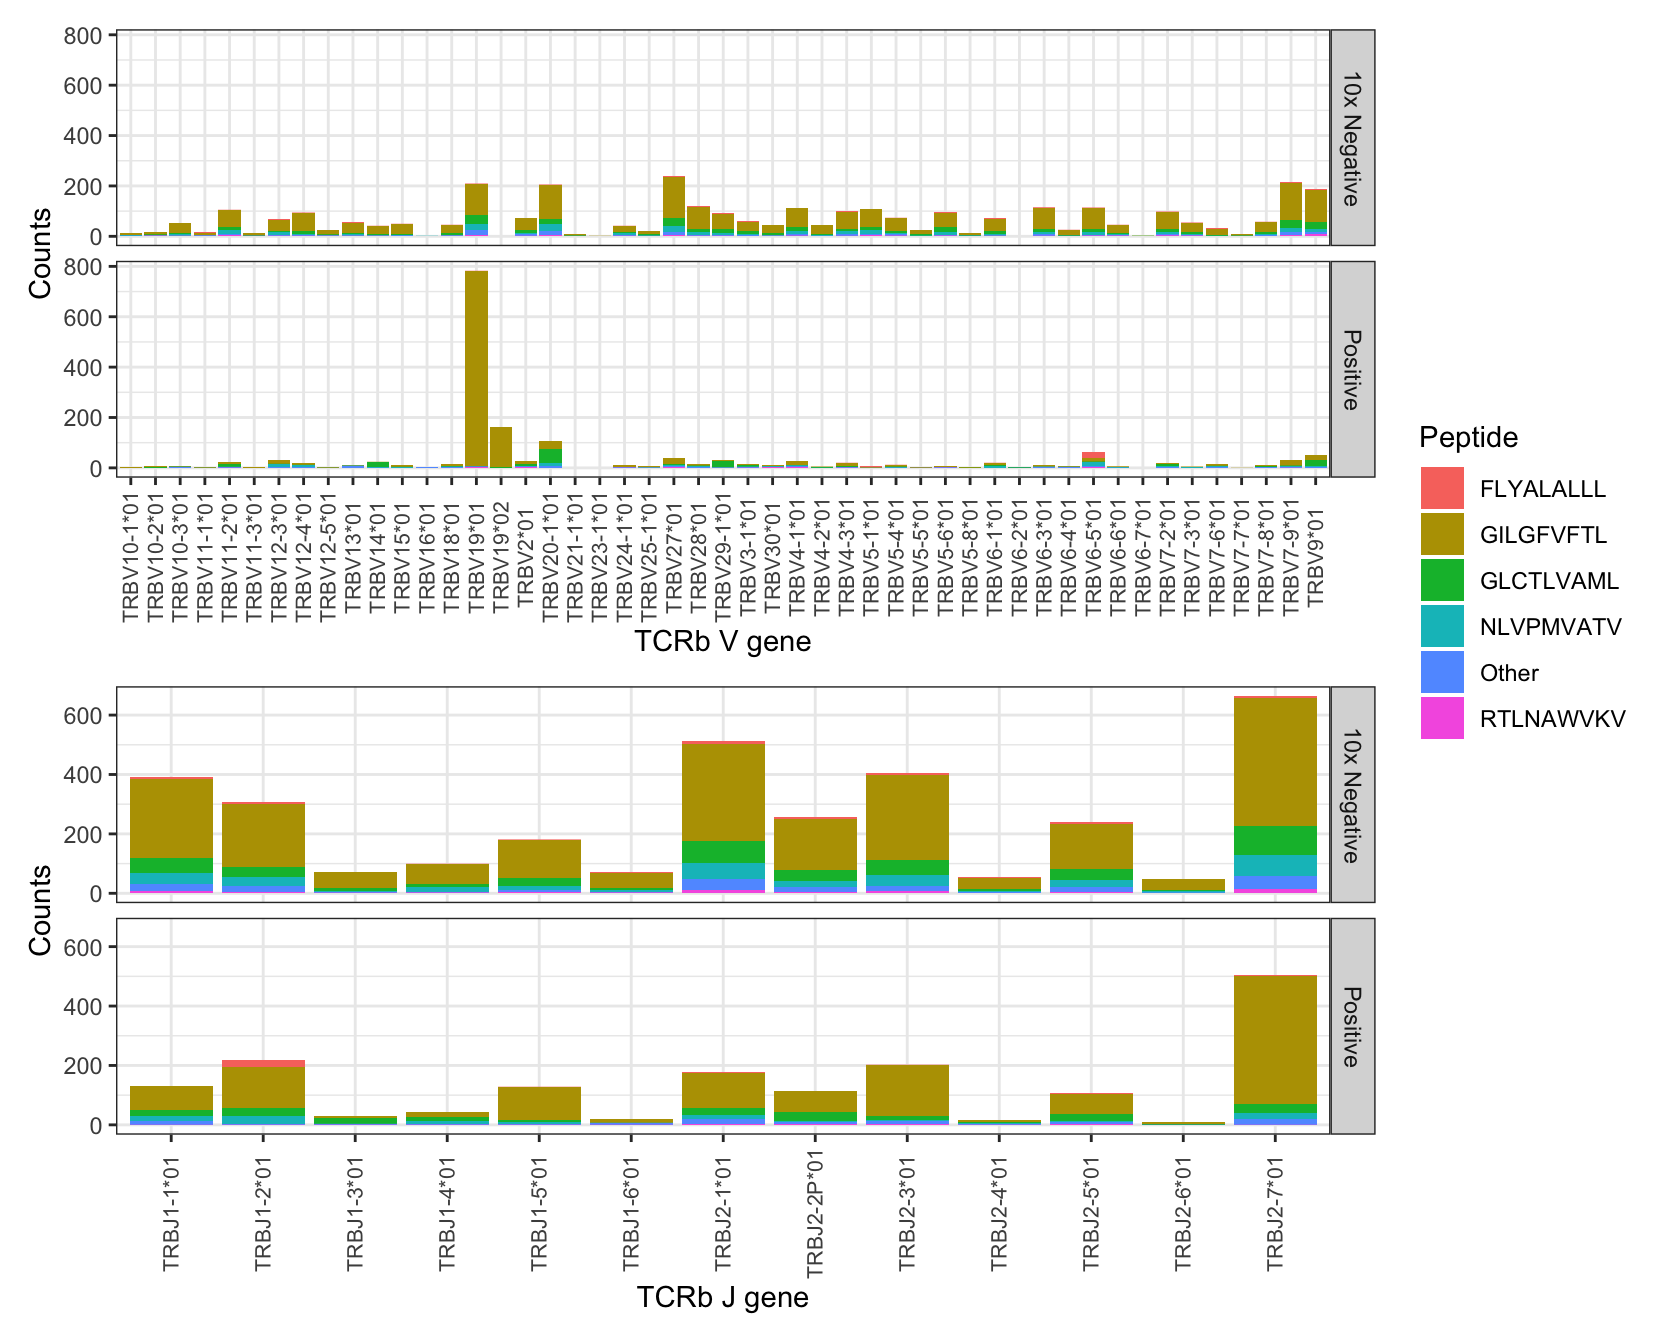 Counts
800
600
400
200
0
10x Negative
800
600
400
200
0
Positive
TRBV10-1*01
TRBV10-2*01
TRBV10-3*01
TRBV11-1*01
TRBV11-2*01
TRBV11-3*01
TRBV12-3*01
TRBV12-4*01
TRBV12-5*01
TRBV13*01
TRBV14*01
TRBV15*01
TRBV16*01
TRBV18*01
TRBV19*01
TRBV19*02
TRBV2*01
TRBV20-1*01
TRBV21-1*01
TRBV23-1*01
TRBV24-1*01
TRBV25-1*01
TRBV27*01
TRBV28*01
TRBV29-1*01
TRBV3-1*01
TRBV30*01
TRBV4-1*01
TRBV4-2*01
TRBV4-3*01
TRBV5-1*01
TRBV5-4*01
TRBV5-5*01
TRBV5-6*01
TRBV5-8*01
TRBV6-1*01
TRBV6-2*01
TRBV6-3*01
TRBV6-4*01
TRBV6-5*01
TRBV6-6*01
TRBV6-7*01
TRBV7-2*01
TRBV7-3*01
TRBV7-6*01
TRBV7-7*01
TRBV7-8*01
TRBV7-9*01
TRBV9*01
TCRb V gene
Counts
600
400
200
0
10x Negative
600
400
200
0
Positive
TRBJ1-1*01
TRBJ1-2*01
TRBJ1-3*01
TRBJ1-4*01
TRBJ1-5*01
TRBJ1-6*01
TRBJ2-1*01
TRBJ2-2P*01
TRBJ2-3*01
TRBJ2-4*01
TRBJ2-5*01
TRBJ2-6*01
TRBJ2-7*01
TCRb J gene
Peptide
FLYALALLL
GILGFVFTL
GLCTLVAML
NLVPMVATV
Other
RTLNAWVKV